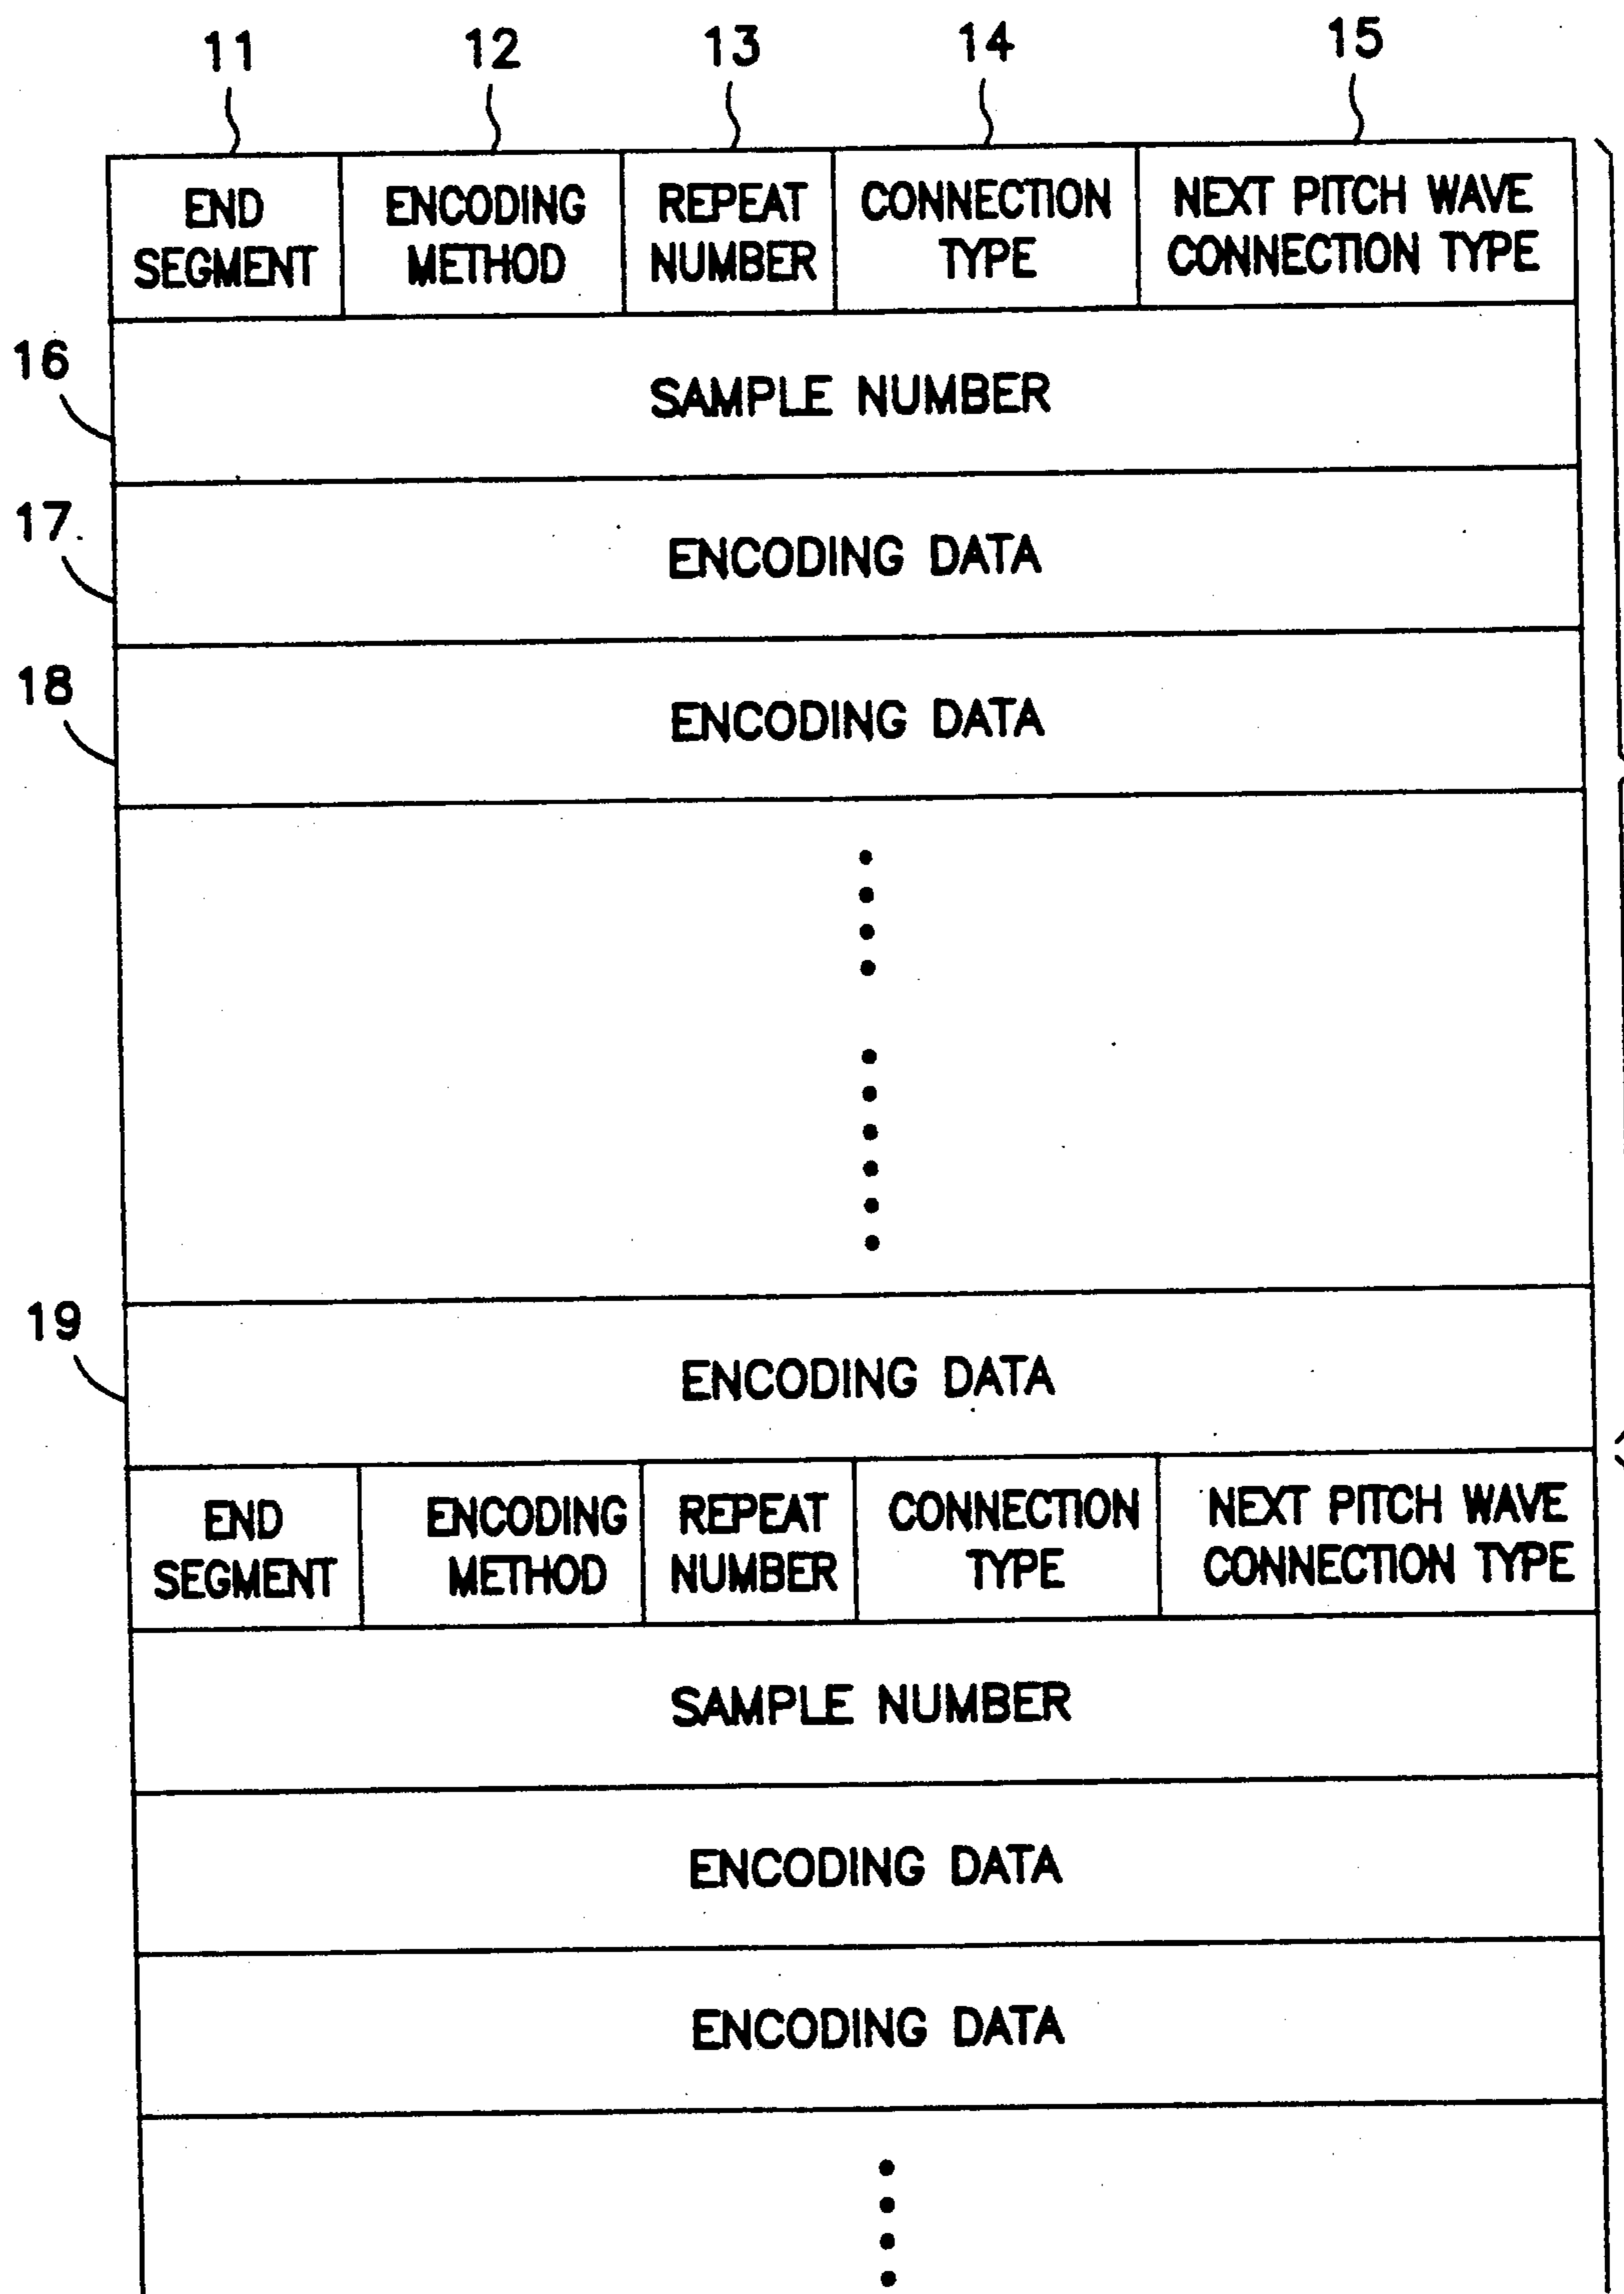 11 12 13 14 15
END SEGMENT ENCODING METHOD REPEAT NUMBER CONNECTION TYPE NEXT PITCH WAVE CONNECTION TYPE
16
SAMPLE NUMBER
17
ENCODING DATA
18
ENCODING DATA
19
ENCODING DATA
END SEGMENT ENCODING METHOD REPEAT NUMBER CONNECTION TYPE NEXT PITCH WAVE CONNECTION TYPE
SAMPLE NUMBER
ENCODING DATA
ENCODING DATA